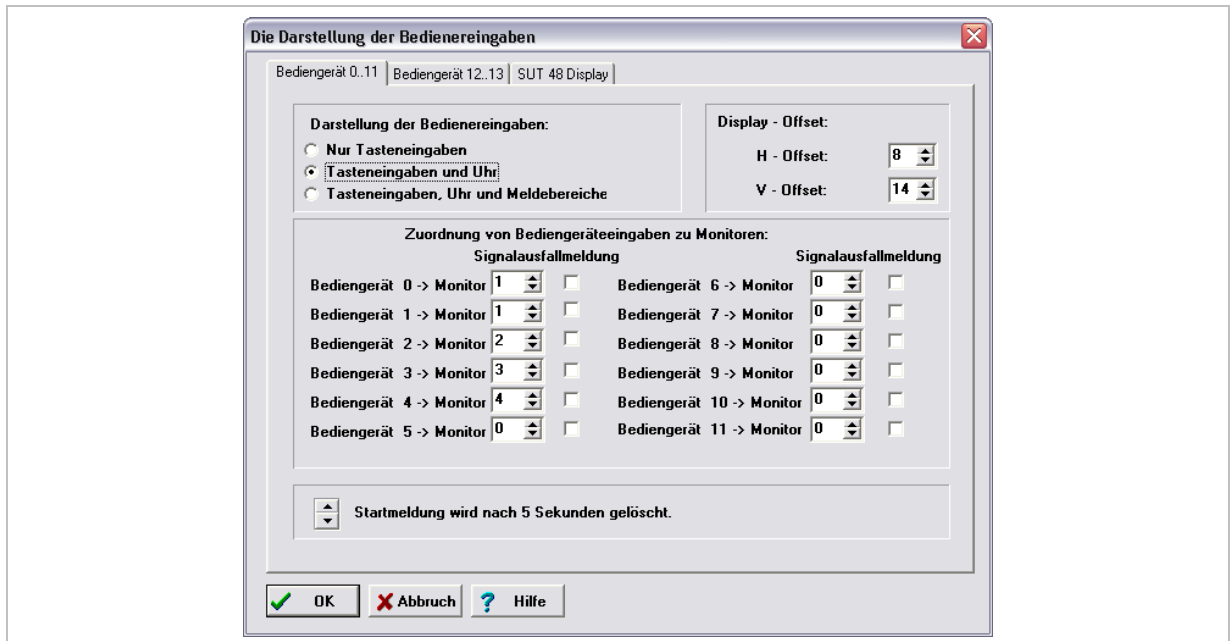 Die Darstellung der Bedienereingaben
Bediengerät 0..11 Bediengerät 12..13 SUT 48 Display
Darstellung der Bedienereingaben:
Nur Tasteneingaben
Tasteneingaben und Uhr
Tasteneingaben, Uhr und Meldebereiche
Display - Offset:
H - Offset: 8
V - Offset: 14
Zuordnung von Bediengeräteeingaben zu Monitoren:
Signalausfallmeldung Signalausfallmeldung
Bediengerät 0 -> Monitor 1 Bediengerät 6 -> Monitor 0
Bediengerät 1 -> Monitor 1 Bediengerät 7 -> Monitor 0
Bediengerät 2 -> Monitor 2 Bediengerät 8 -> Monitor 0
Bediengerät 3 -> Monitor 3 Bediengerät 9 -> Monitor 0
Bediengerät 4 -> Monitor 4 Bediengerät 10 -> Monitor 0
Bediengerät 5 -> Monitor 0 Bediengerät 11 -> Monitor 0
Startmeldung wird nach 5 Sekunden gelöscht.
OK Abbruch ? Hilfe